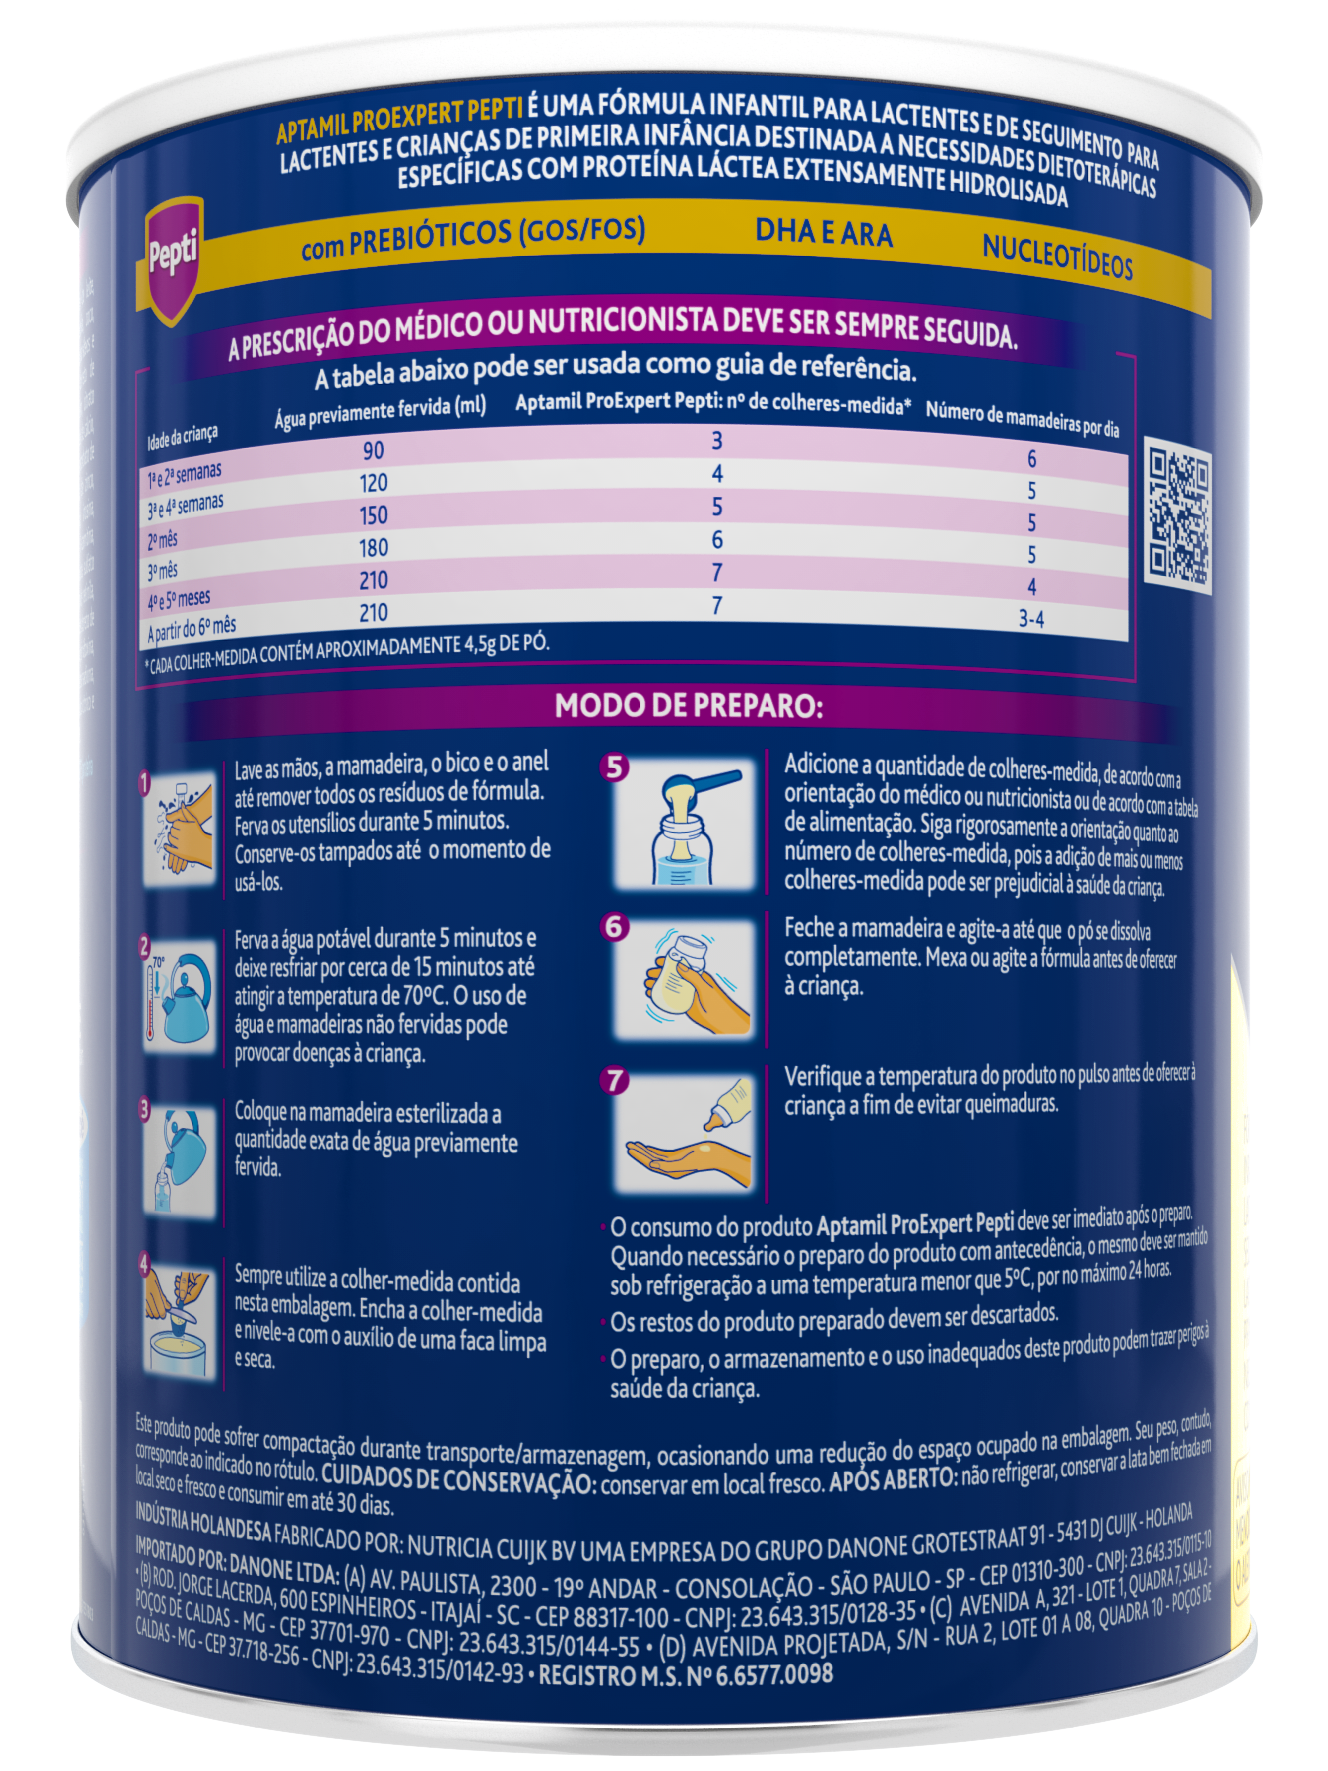 APTAMIL PROEXPERT PEPTI É UMA FÓRMULA INFANTIL PARA LACTENTES E DE SEGUIMENTO PARA
LACTENTES E CRIANÇAS DE PRIMEIRA INFÂNCIA DESTINADA A NECESSIDADES DIETOTERÁPICAS
ESPECÍFICAS COM PROTEÍNA LÁCTEA EXTENSAMENTE HIDROLISADA
Pepti
com PREBIÓTICOS (GOS/FOS) DHA E ARA NUCLEOTÍDEOS
A PRESCRIÇÃO DO MÉDICO OU NUTRICIONISTA DEVE SER SEMPRE SEGUIDA.
A tabela abaixo pode ser usada como guia de referência.
Idade da criança Água previamente fervida (ml) Aptamil ProExpert Pepti: nº de colheres-medida* Número de mamadeiras por dia
1ª e 2ª semanas 90 3 6
3ª e 4ª semanas 120 4 5
2º mês 150 5 5
3º mês 180 6 5
4º e 5º meses 210 7 4
A partir do 6º mês 210 7 3-4
* CADA COLHER-MEDIDA CONTÉM APROXIMADAMENTE 4,5g DE PÓ.
MODO DE PREPARO:
1
Lave as mãos, a mamadeira, o bico e o anel
até remover todos os resíduos de fórmula.
Ferva os utensílios durante 5 minutos.
Conserve-os tampados até o momento de
usá-los.
2
70°
Ferva a água potável durante 5 minutos e
deixe resfriar por cerca de 15 minutos até
atingir a temperatura de 70ºC. O uso de
água e mamadeiras não fervidas pode
provocar doenças à criança.
3
Coloque na mamadeira esterilizada a
quantidade exata de água previamente
fervida.
4
Sempre utilize a colher-medida contida
nesta embalagem. Encha a colher-medida
e nivele-a com o auxílio de uma faca limpa
e seca.
5
Adicione a quantidade de colheres-medida, de acordo com a
orientação do médico ou nutricionista ou de acordo com a tabela
de alimentação. Siga rigorosamente a orientação quanto ao
número de colheres-medida, pois a adição de mais ou menos
colheres-medida pode ser prejudicial à saúde da criança.
6
Feche a mamadeira e agite-a até que o pó se dissolva
completamente. Mexa ou agite a fórmula antes de oferecer
à criança.
7
Verifique a temperatura do produto no pulso antes de oferecer à
criança a fim de evitar queimaduras.
• O consumo do produto Aptamil ProExpert Pepti deve ser imediato após o preparo.
Quando necessário o preparo do produto com antecedência, o mesmo deve ser mantido
sob refrigeração a uma temperatura menor que 5ºC, por no máximo 24 horas.
• Os restos do produto preparado devem ser descartados.
• O preparo, o armazenamento e o uso inadequados deste produto podem trazer perigos à
saúde da criança.
Este produto pode sofrer compactação durante transporte/armazenagem, ocasionando uma redução do espaço ocupado na embalagem. Seu peso, contudo,
corresponde ao indicado no rótulo. CUIDADOS DE CONSERVAÇÃO: conservar em local fresco. APÓS ABERTO: não refrigerar, conservar a lata bem fechada em
local seco e fresco e consumir em até 30 dias.
INDÚSTRIA HOLANDESA FABRICADO POR: NUTRICIA CUIJK BV UMA EMPRESA DO GRUPO DANONE GROTESTRAAT 91 - 5431 DJ CUIJK - HOLANDA
IMPORTADO POR: DANONE LTDA: (A) AV. PAULISTA, 2300 - 19º ANDAR - CONSOLAÇÃO - SÃO PAULO - SP - CEP 01310-300 - CNPJ: 23.643.315/0115-10
• (B) ROD. JORGE LACERDA, 600 ESPINHEIROS - ITAJAÍ - SC - CEP 88317-100 - CNPJ: 23.643.315/0128-35 • (C) AVENIDA A, 321 - LOTE 1, QUADRA 7, SALA 2 -
POÇOS DE CALDAS - MG - CEP 37701-970 - CNPJ: 23.643.315/0144-55 • (D) AVENIDA PROJETADA, S/N - RUA 2, LOTE 01 A 08, QUADRA 10 - POÇOS DE
CALDAS - MG - CEP 37.718-256 - CNPJ: 23.643.315/0142-93 • REGISTRO M.S. Nº 6.6577.0098